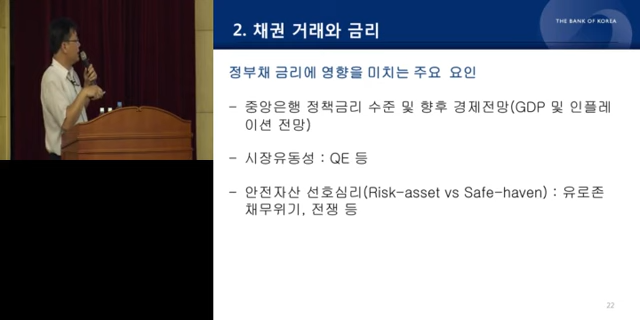 THE BANK OF KOREA
2. 채권 거래와 금리
정부채 금리에 영향을 미치는 주요 요인
- 중앙은행 정책금리 수준 및 향후 경제전망(GDP 및 인플레
이션 전망)
- 시장유동성 : QE 등
- 안전자산 선호심리(Risk-asset vs Safe-haven) : 유로존
채무위기, 전쟁 등
22